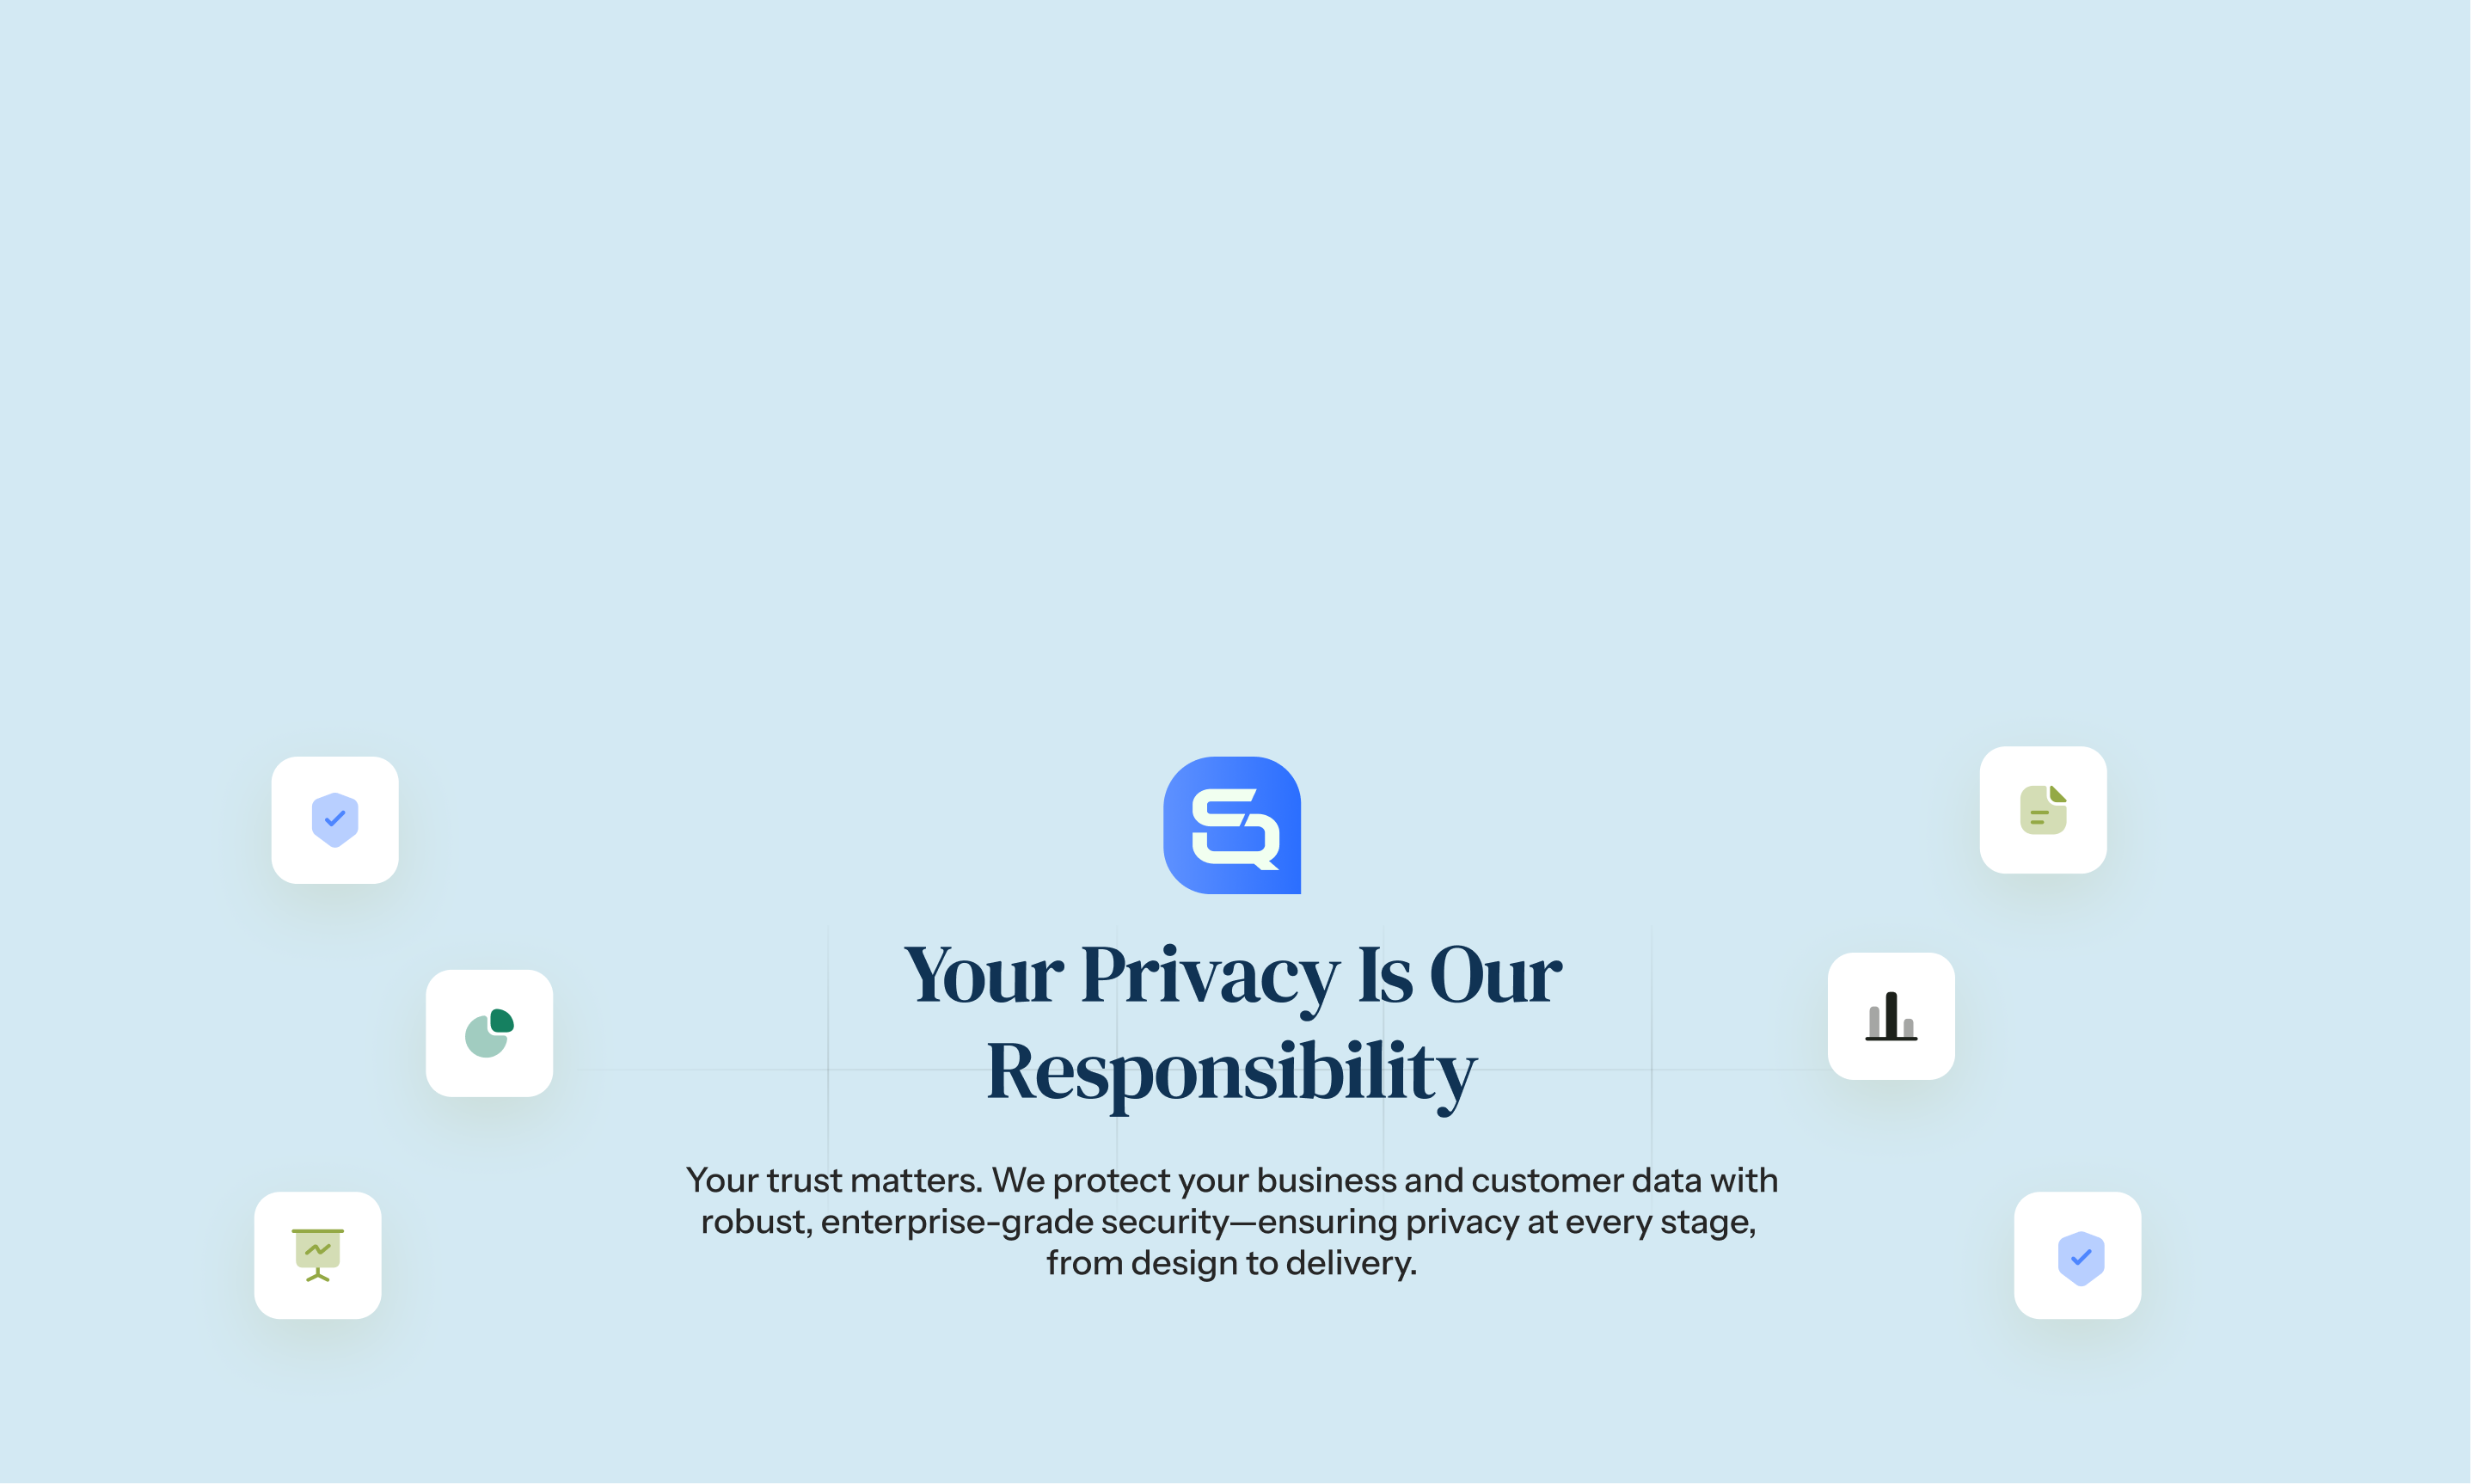 Your Privacy Is Our
Responsibility
Your trust matters. We protect your business and customer data with
robust, enterprise-grade security—ensuring privacy at every stage,
from design to delivery.